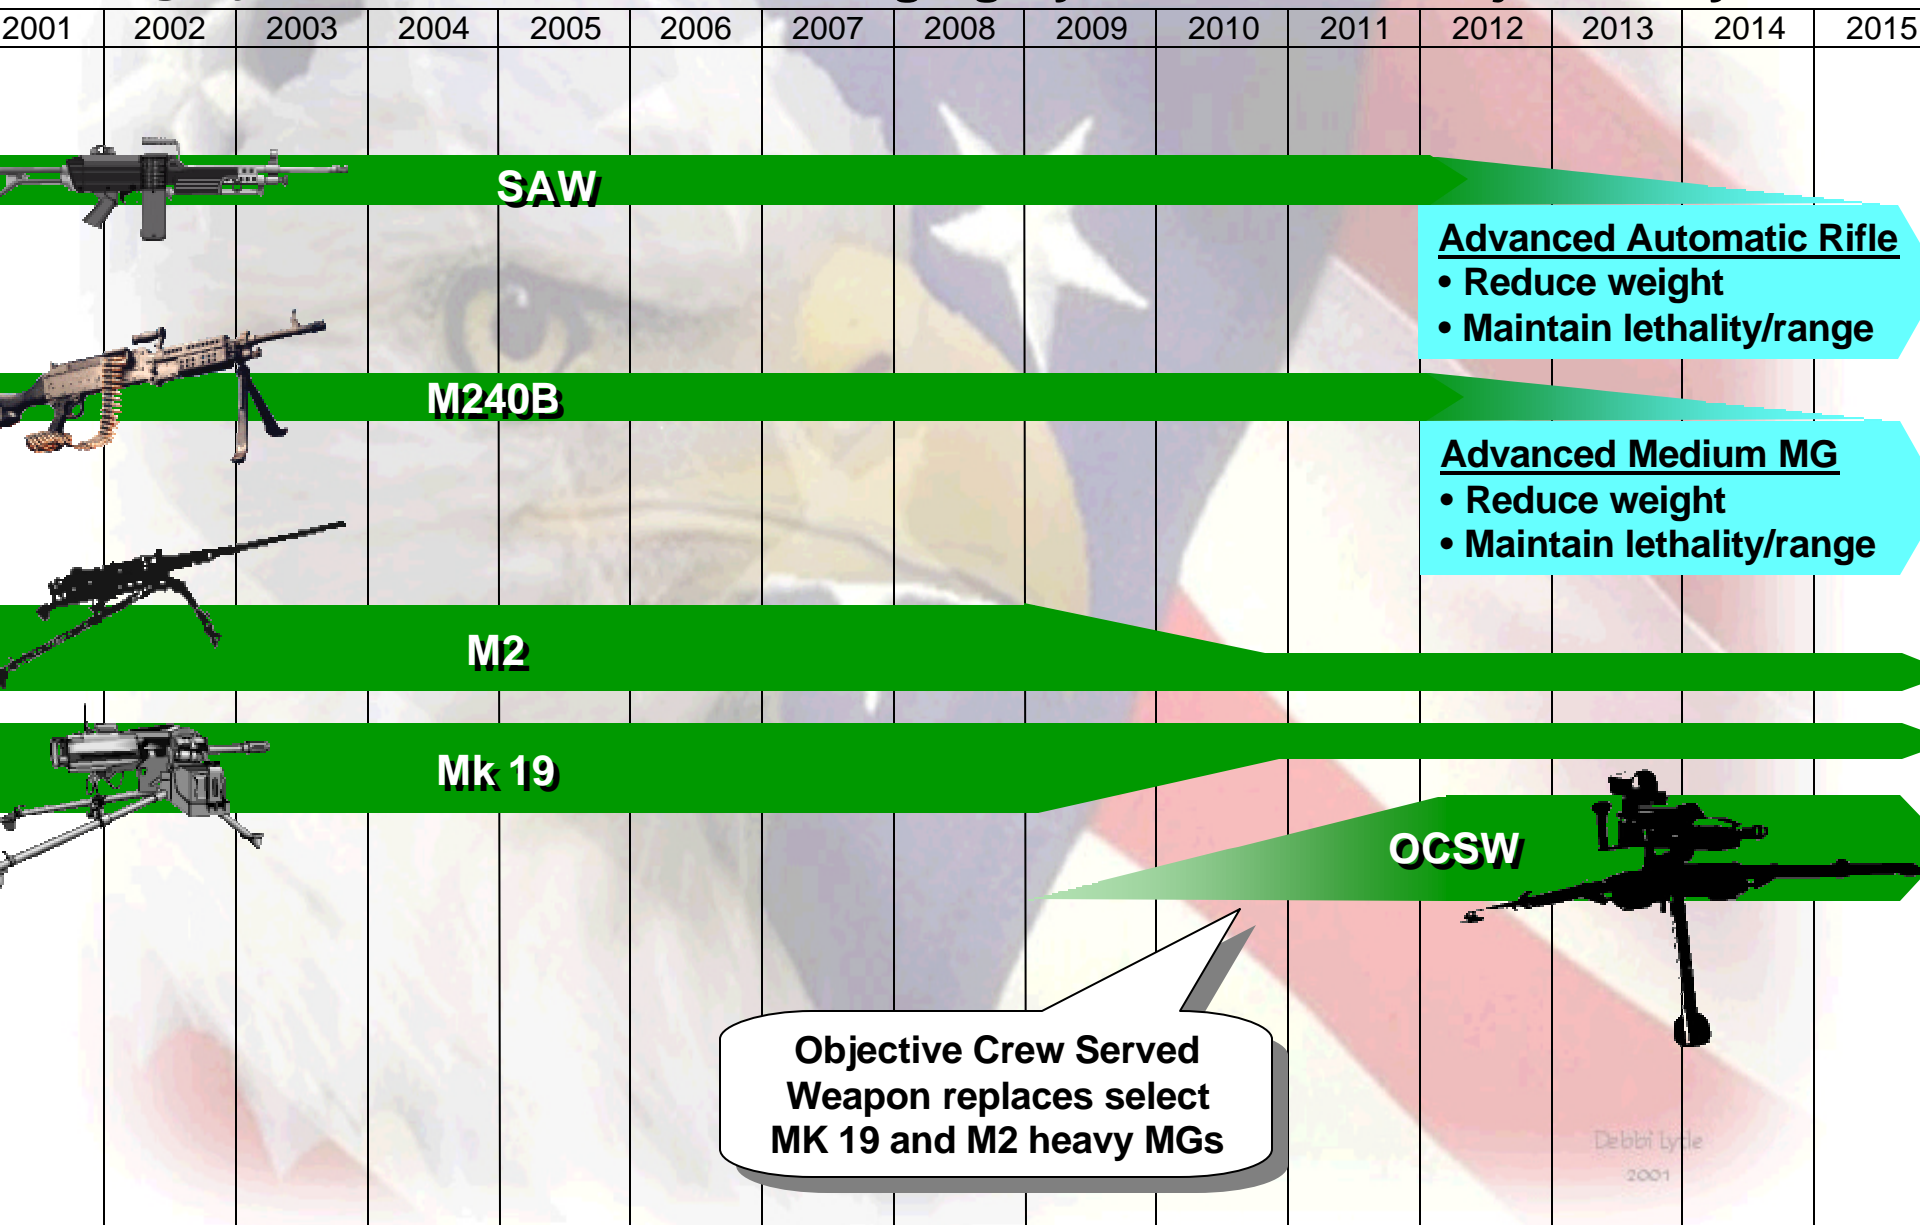 2001 2002 2003 2004 2005 2006 2007 2008 2009 2010 2011 2012 2013 2014 2015
SAW
Advanced Automatic Rifle
• Reduce weight
• Maintain lethality/range
M240B
Advanced Medium MG
• Reduce weight
• Maintain lethality/range
M2
Mk 19
OCSW
Objective Crew Served
Weapon replaces select
MK 19 and M2 heavy MGs
Debbi Lyde
2001